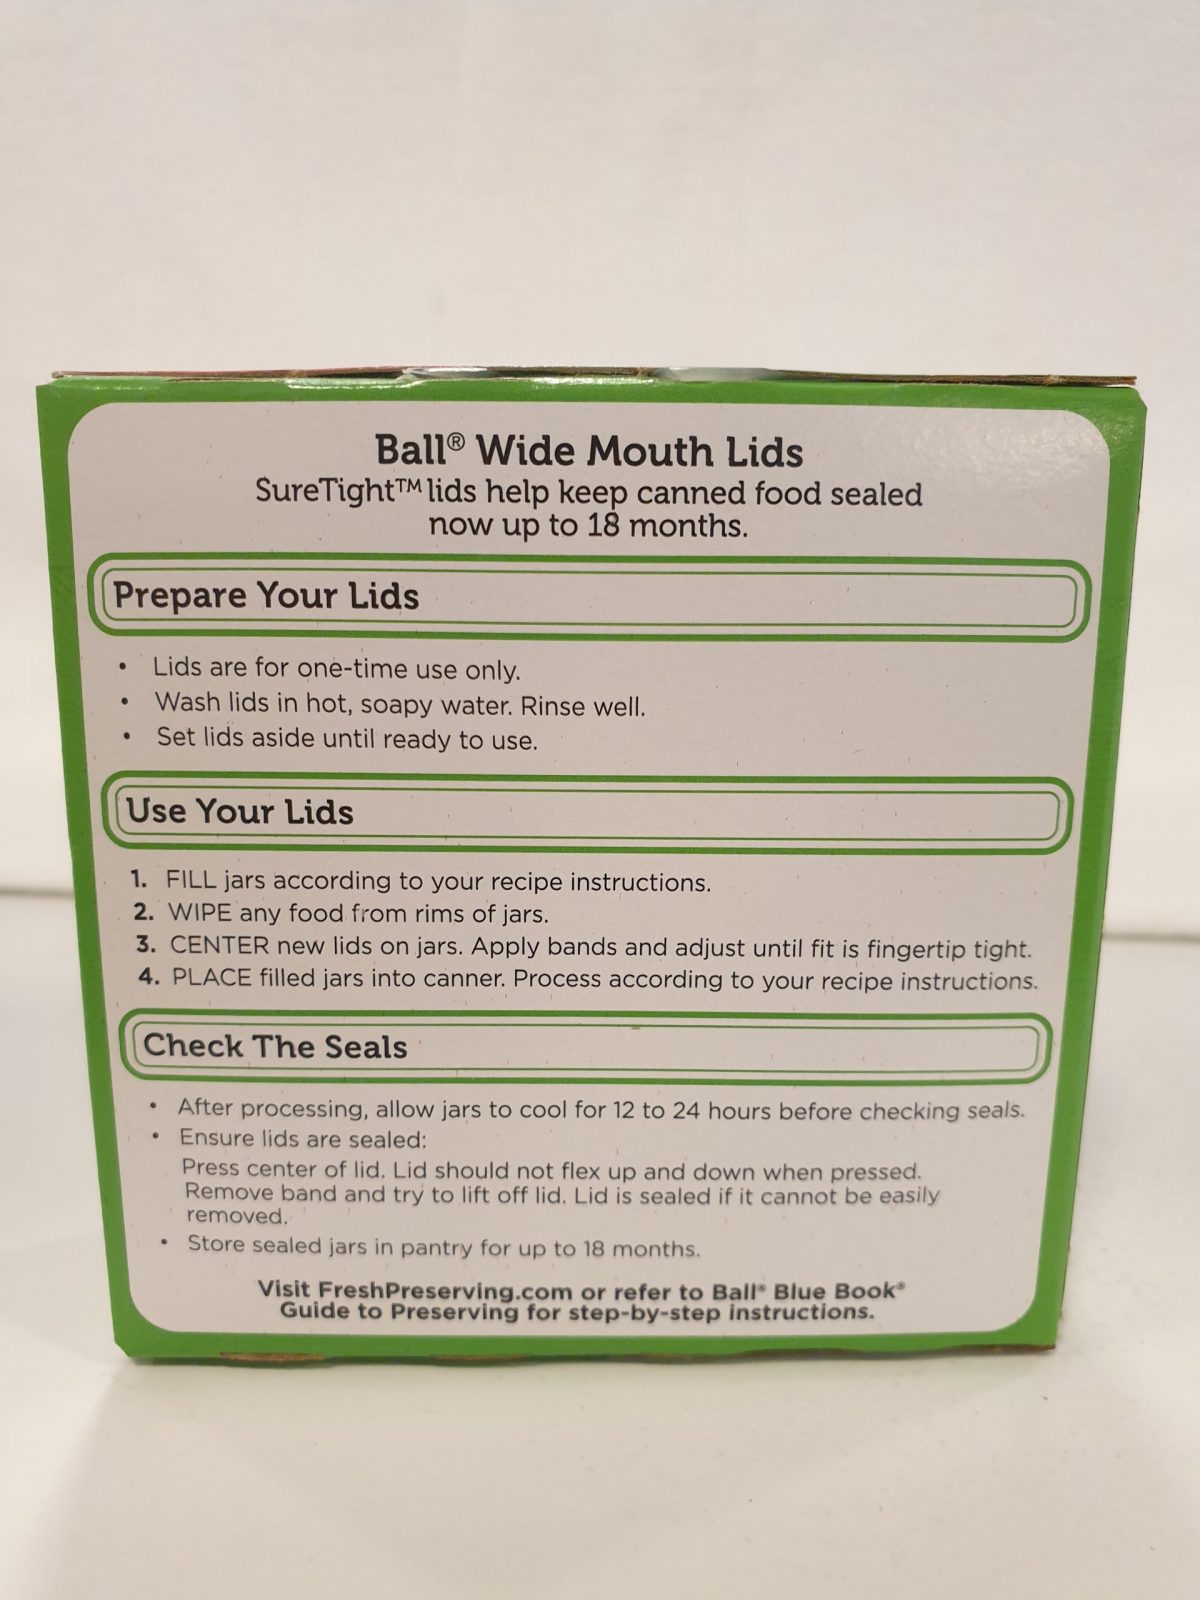 Ball® Wide Mouth Lids
SureTight™ lids help keep canned food sealed
now up to 18 months.
Prepare Your Lids
• Lids are for one-time use only.
• Wash lids in hot, soapy water. Rinse well.
• Set lids aside until ready to use.
Use Your Lids
1. FILL jars according to your recipe instructions.
2. WIPE any food from rims of jars.
3. CENTER new lids on jars. Apply bands and adjust until fit is fingertip tight.
4. PLACE filled jars into canner. Process according to your recipe instructions.
Check The Seals
• After processing, allow jars to cool for 12 to 24 hours before checking seals.
• Ensure lids are sealed:
Press center of lid. Lid should not flex up and down when pressed.
Remove band and try to lift off lid. Lid is sealed if it cannot be easily
removed.
• Store sealed jars in pantry for up to 18 months.
Visit FreshPreserving.com or refer to Ball® Blue Book®
Guide to Preserving for step-by-step instructions.